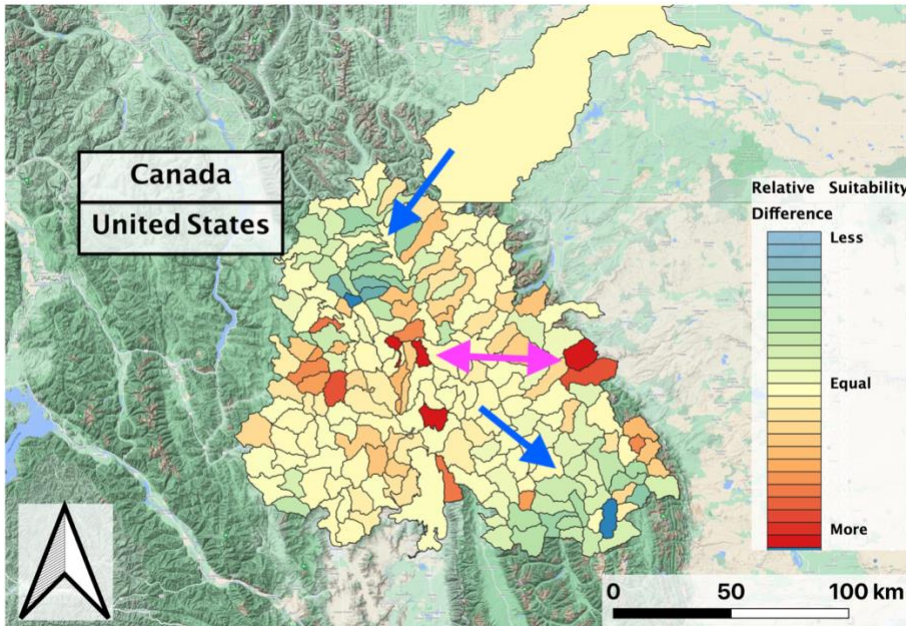 Canada
United States
Relative Suitability
Difference
Less
Equal
More
0 50 100 km